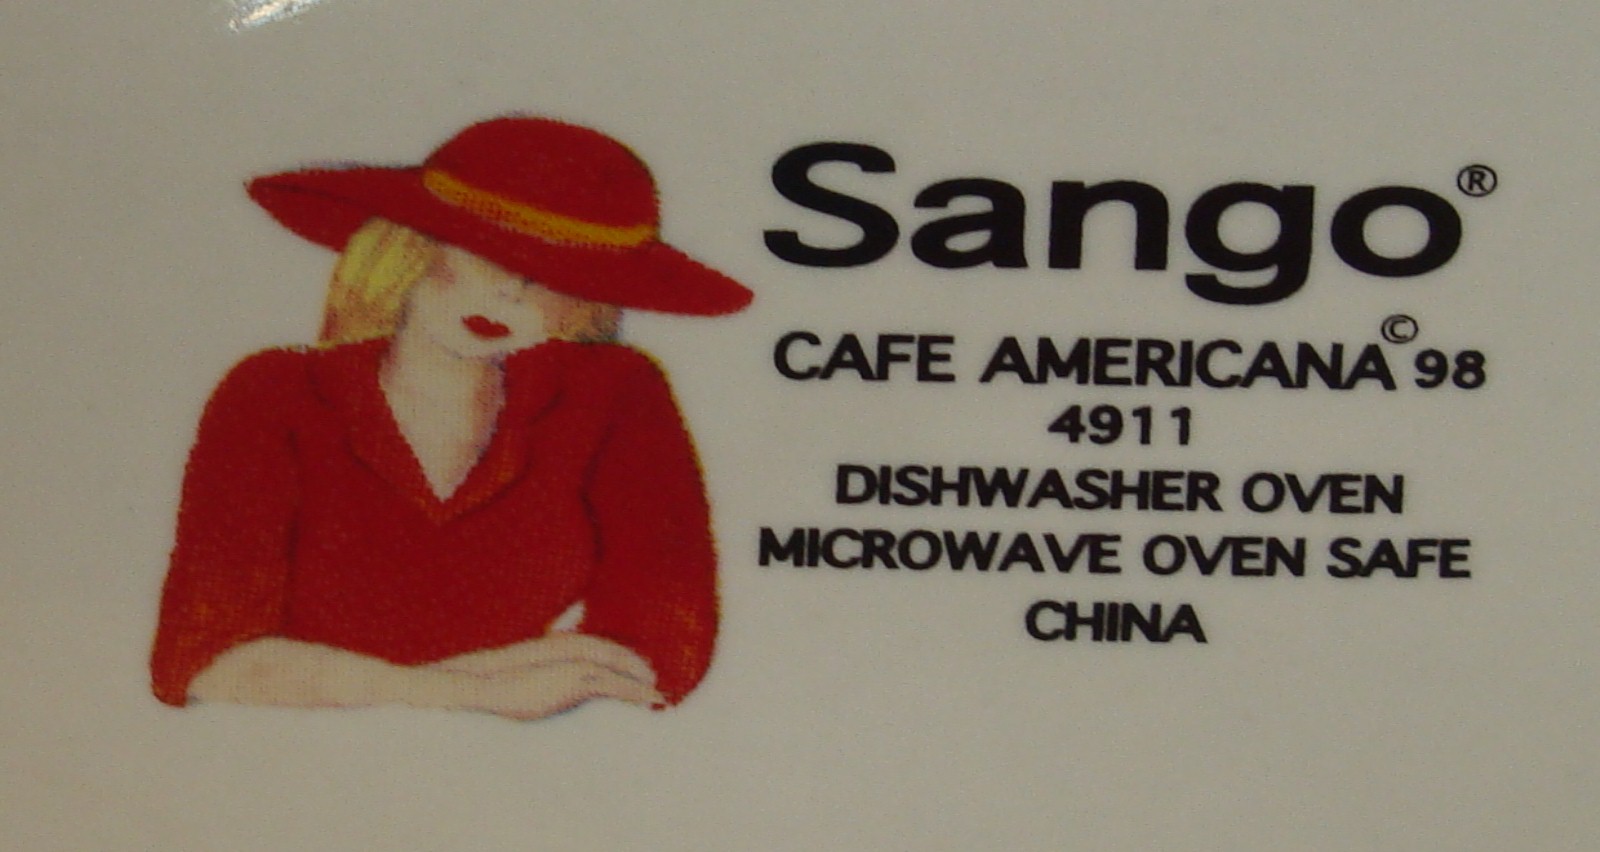 Sango®
CAFE AMERICANA©98
4911
DISHWASHER OVEN
MICROWAVE OVEN SAFE
CHINA